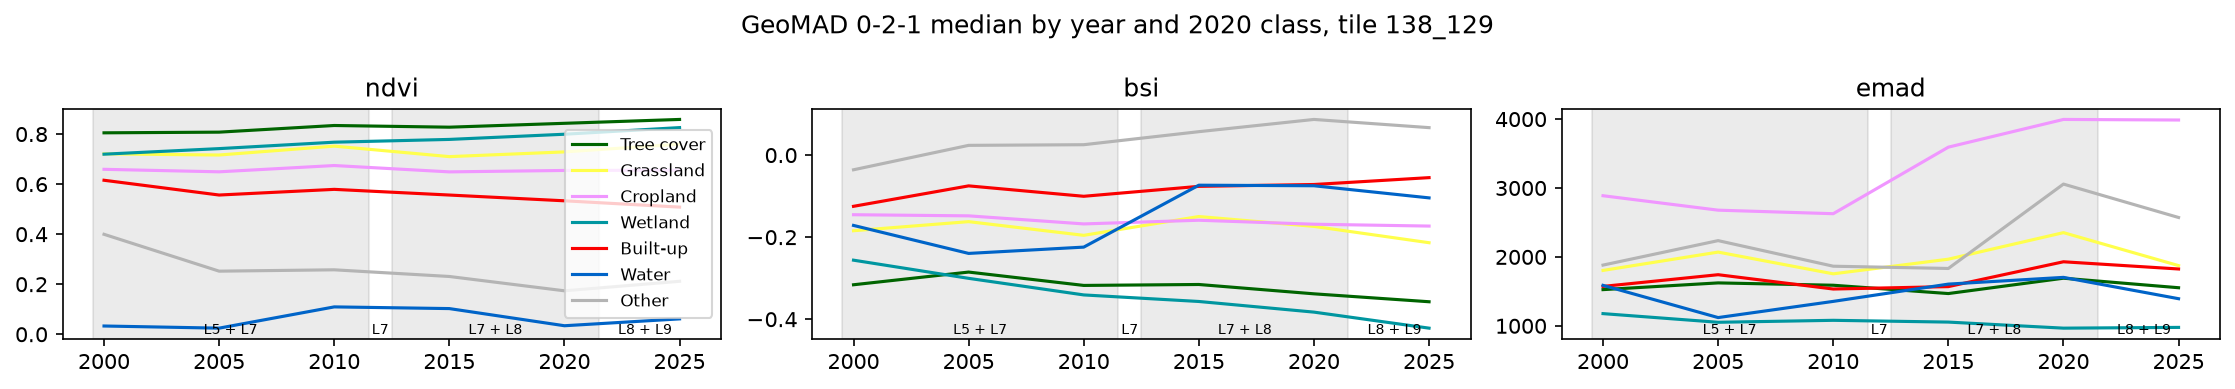 GeoMAD 0-2-1 median by year and 2020 class, tile 138_129
ndvi
0.8
0.6
0.4
0.2
0.0
Tree cover
Grassland
Cropland
Wetland
Built-up
Water
Other
L5 + L7
L7
L7 + L8
L8 + L9
2000
2005
2010
2015
2020
2025
bsi
0.0
−0.2
−0.4
L5 + L7
L7
L7 + L8
L8 + L9
2000
2005
2010
2015
2020
2025
emad
4000
3000
2000
1000
L5 + L7
L7
L7 + L8
L8 + L9
2000
2005
2010
2015
2020
2025